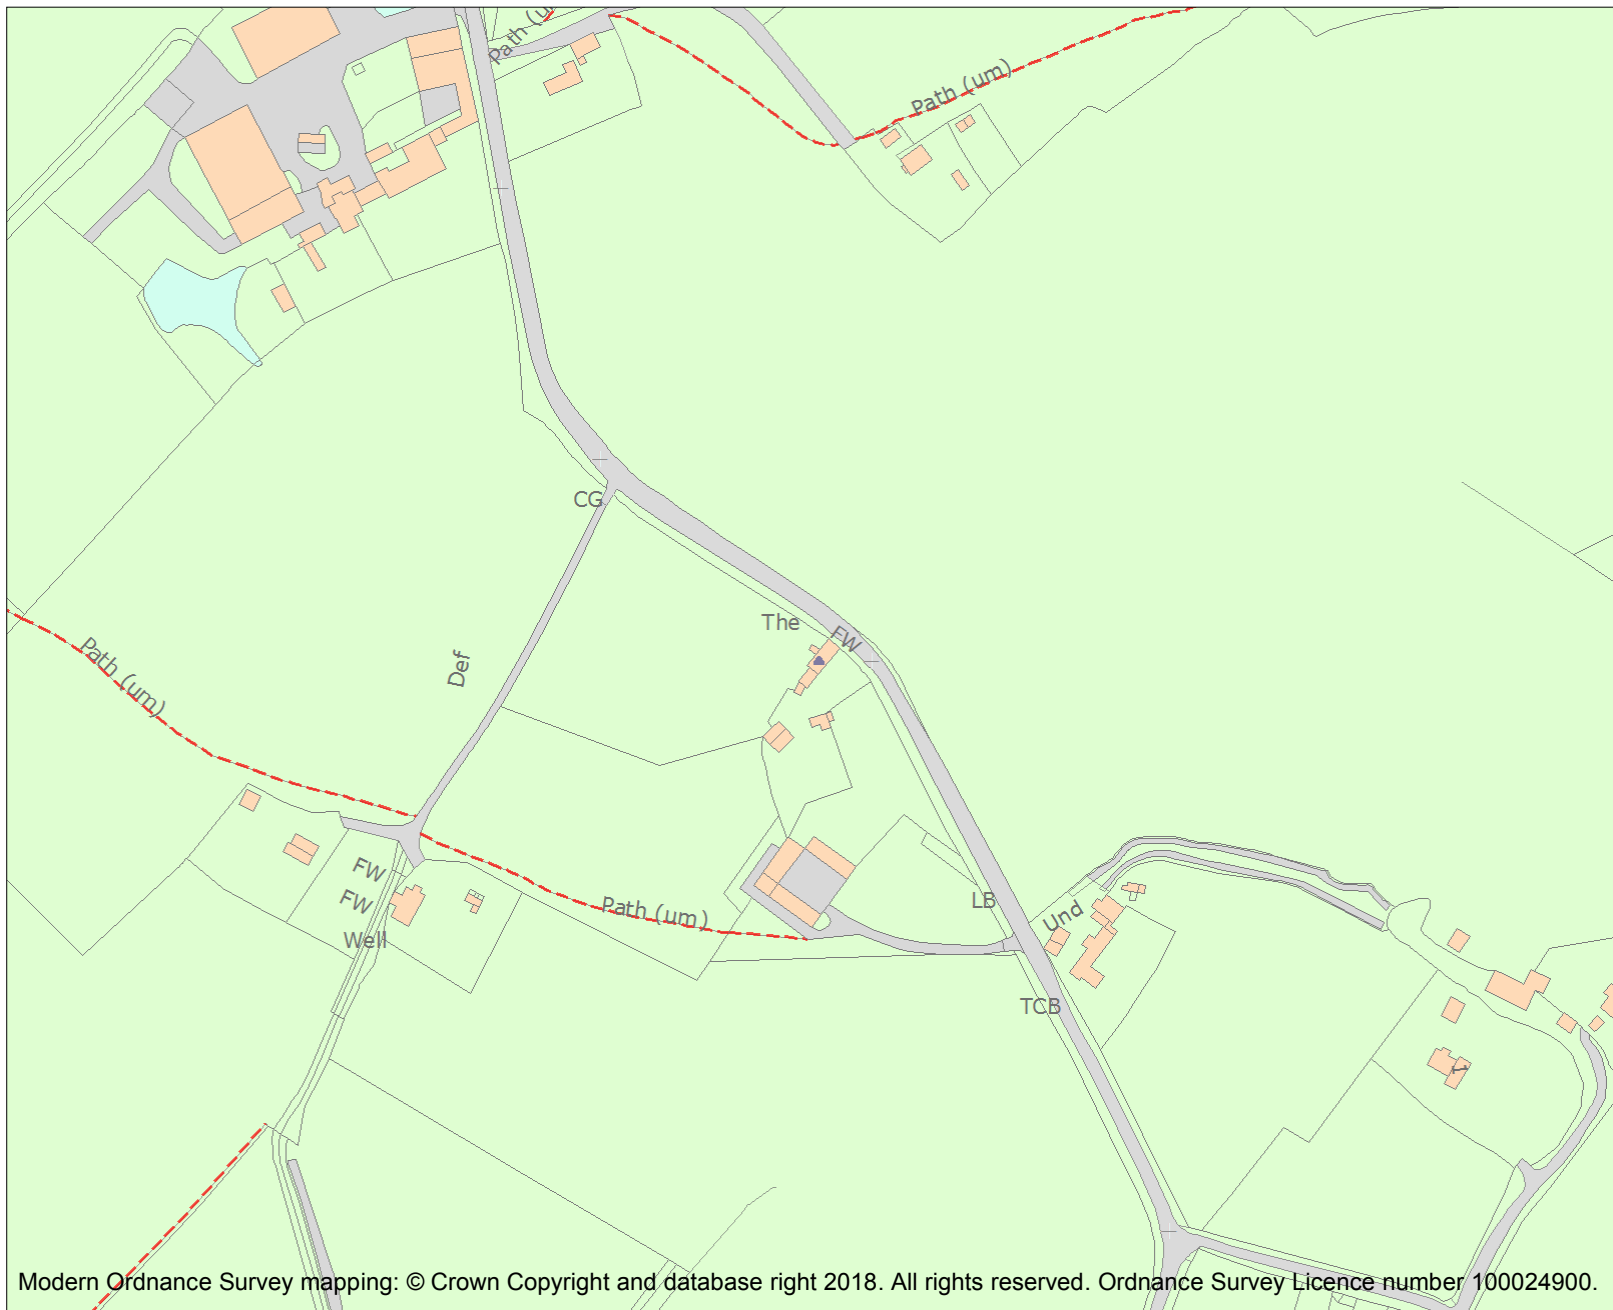 Path (u
Path (um)
CG
The
FW
Def
Path (um)
FW
FW
Path (um)
LB
Und
Well
TCB
Modern Ordnance Survey mapping: © Crown Copyright and database right 2018. All rights reserved. Ordnance Survey Licence number 100024900.